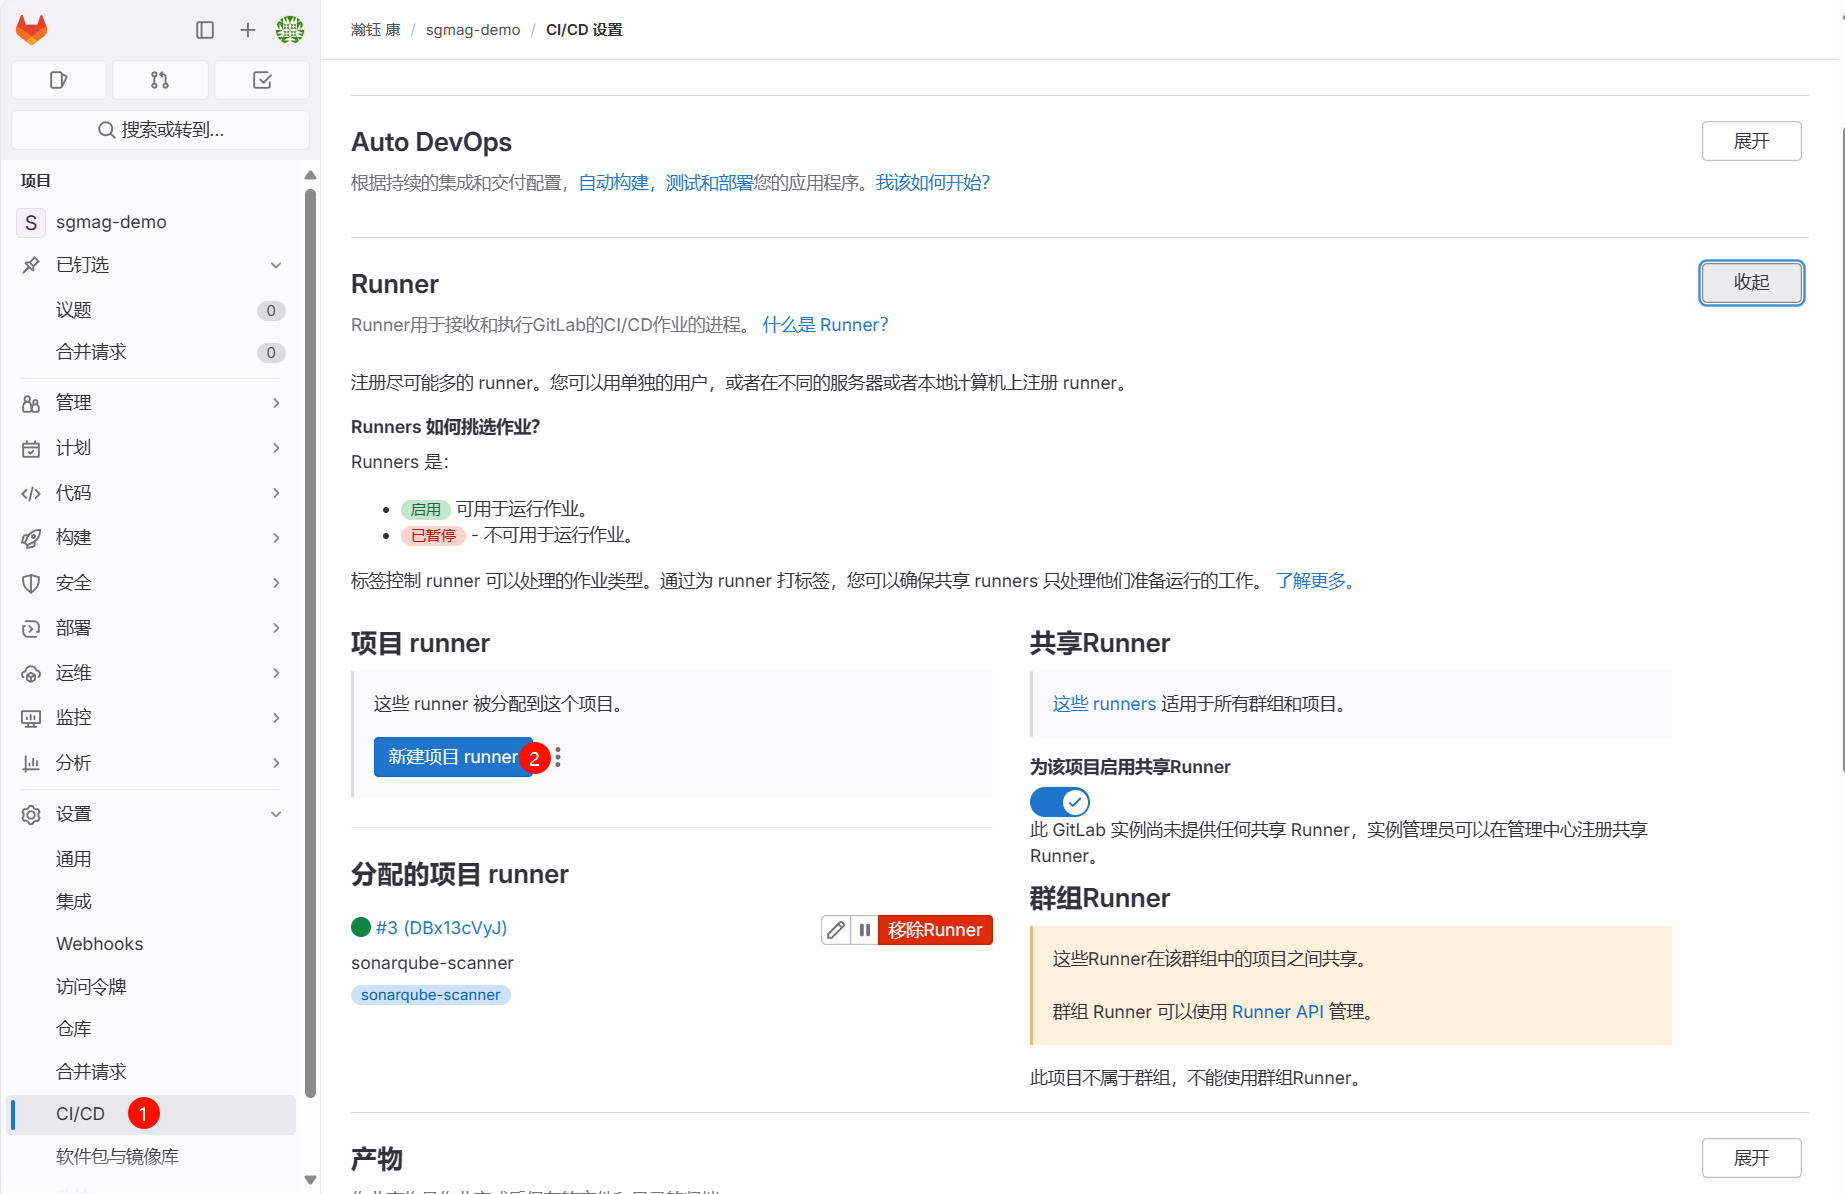 瀚钰 康 / sgmag-demo / CI/CD 设置
搜索或转到...
项目
S sgmag-demo
已钉选
议题 0
合并请求 0
管理
计划
代码
构建
安全
部署
运维
监控
分析
设置
通用
集成
Webhooks
访问令牌
仓库
合并请求
CI/CD 1
软件包与镜像库
Auto DevOps
展开
根据持续的集成和交付配置，自动构建，测试和部署您的应用程序。我该如何开始？
Runner
收起
Runner用于接收和执行GitLab的CI/CD作业的进程。 什么是 Runner？
注册尽可能多的 runner。您可以用单独的用户，或者在不同的服务器或者本地计算机上注册 runner。
Runners 如何挑选作业？
Runners 是：
启用 可用于运行作业。
已暂停 - 不可用于运行作业。
标签控制 runner 可以处理的作业类型。通过为 runner 打标签，您可以确保共享 runners 只处理他们准备运行的工作。 了解更多。
项目 runner
这些 runner 被分配到这个项目。
新建项目 runner 2
分配的项目 runner
#3 (DBx13cVyJ)
移除Runner
sonarqube-scanner
sonarqube-scanner
共享Runner
这些 runners 适用于所有群组和项目。
为该项目启用共享Runner
此 GitLab 实例尚未提供任何共享 Runner，实例管理员可以在管理中心注册共享
Runner。
群组Runner
这些Runner在该群组中的项目之间共享。
群组 Runner 可以使用 Runner API 管理。
此项目不属于群组，不能使用群组Runner。
产物
展开